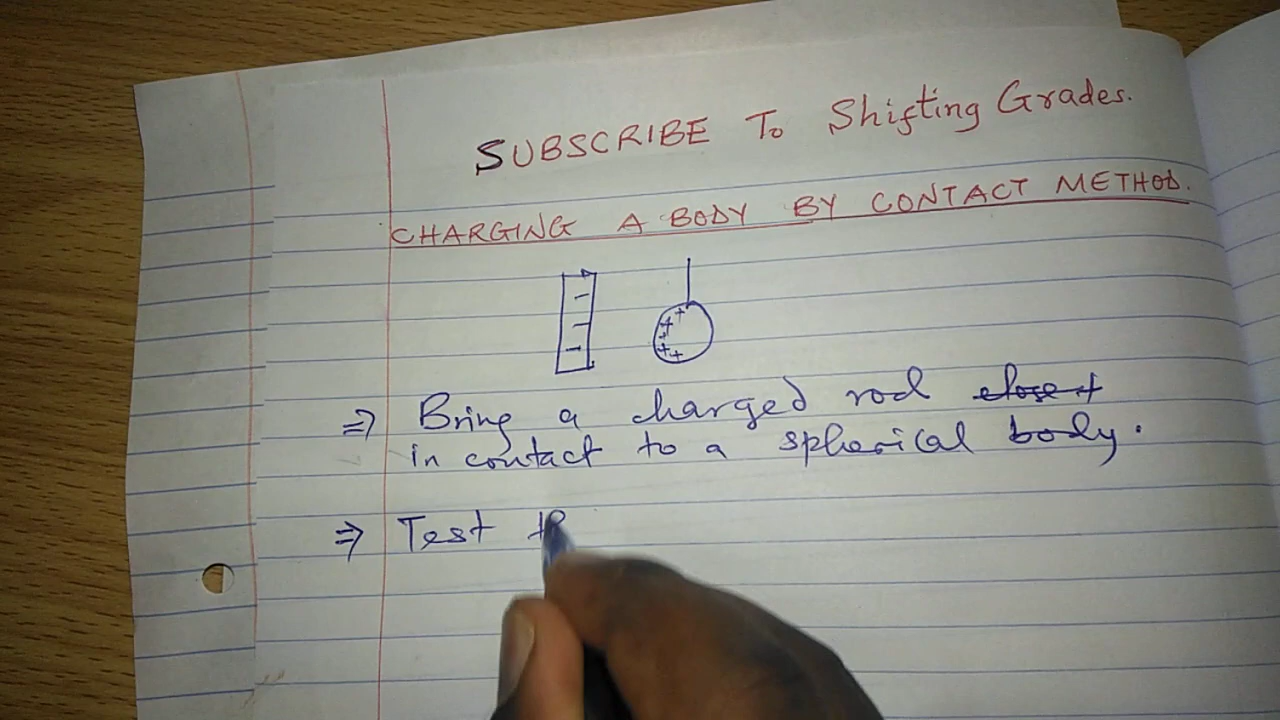 SUBSCRIBE To Shifting Grades.
CHARGING A BODY BY CONTACT METHOD.
⇒ Bring a charged rod close t
in contact to a spherical body.
⇒ Test